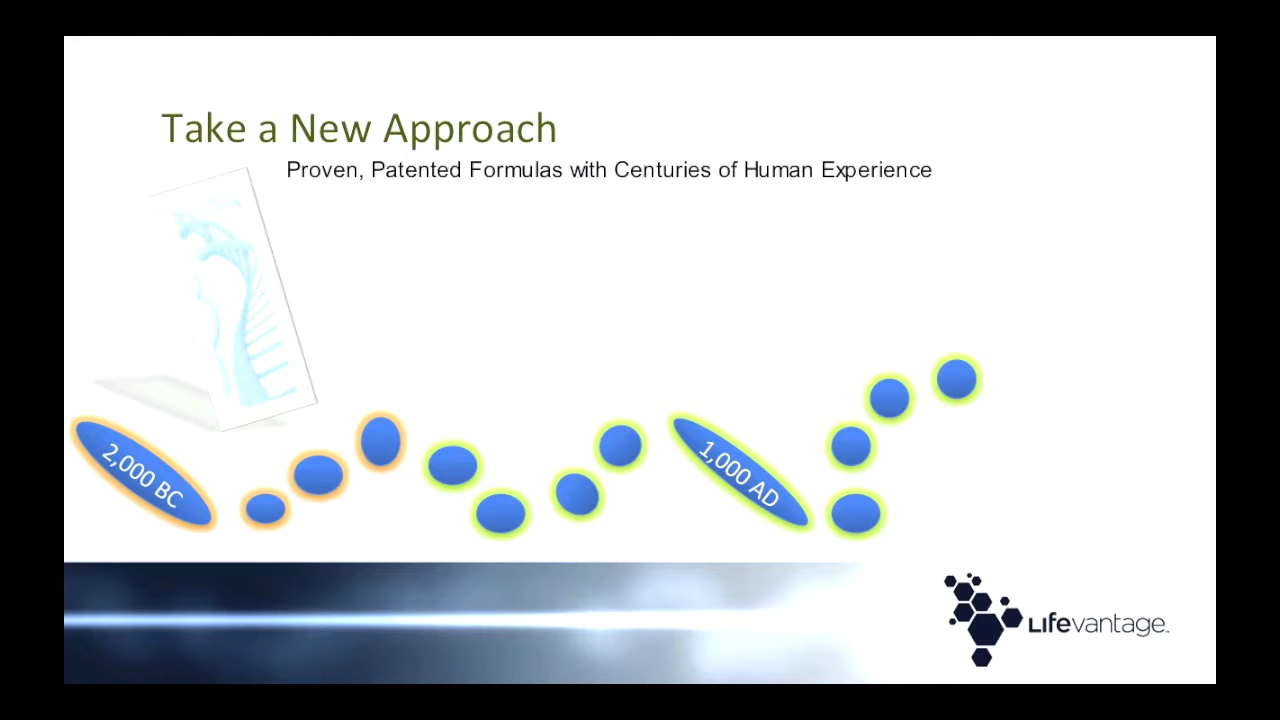 Take a New Approach
Proven, Patented Formulas with Centuries of Human Experience
2,000 BC
1,000 AD
Lifevantage